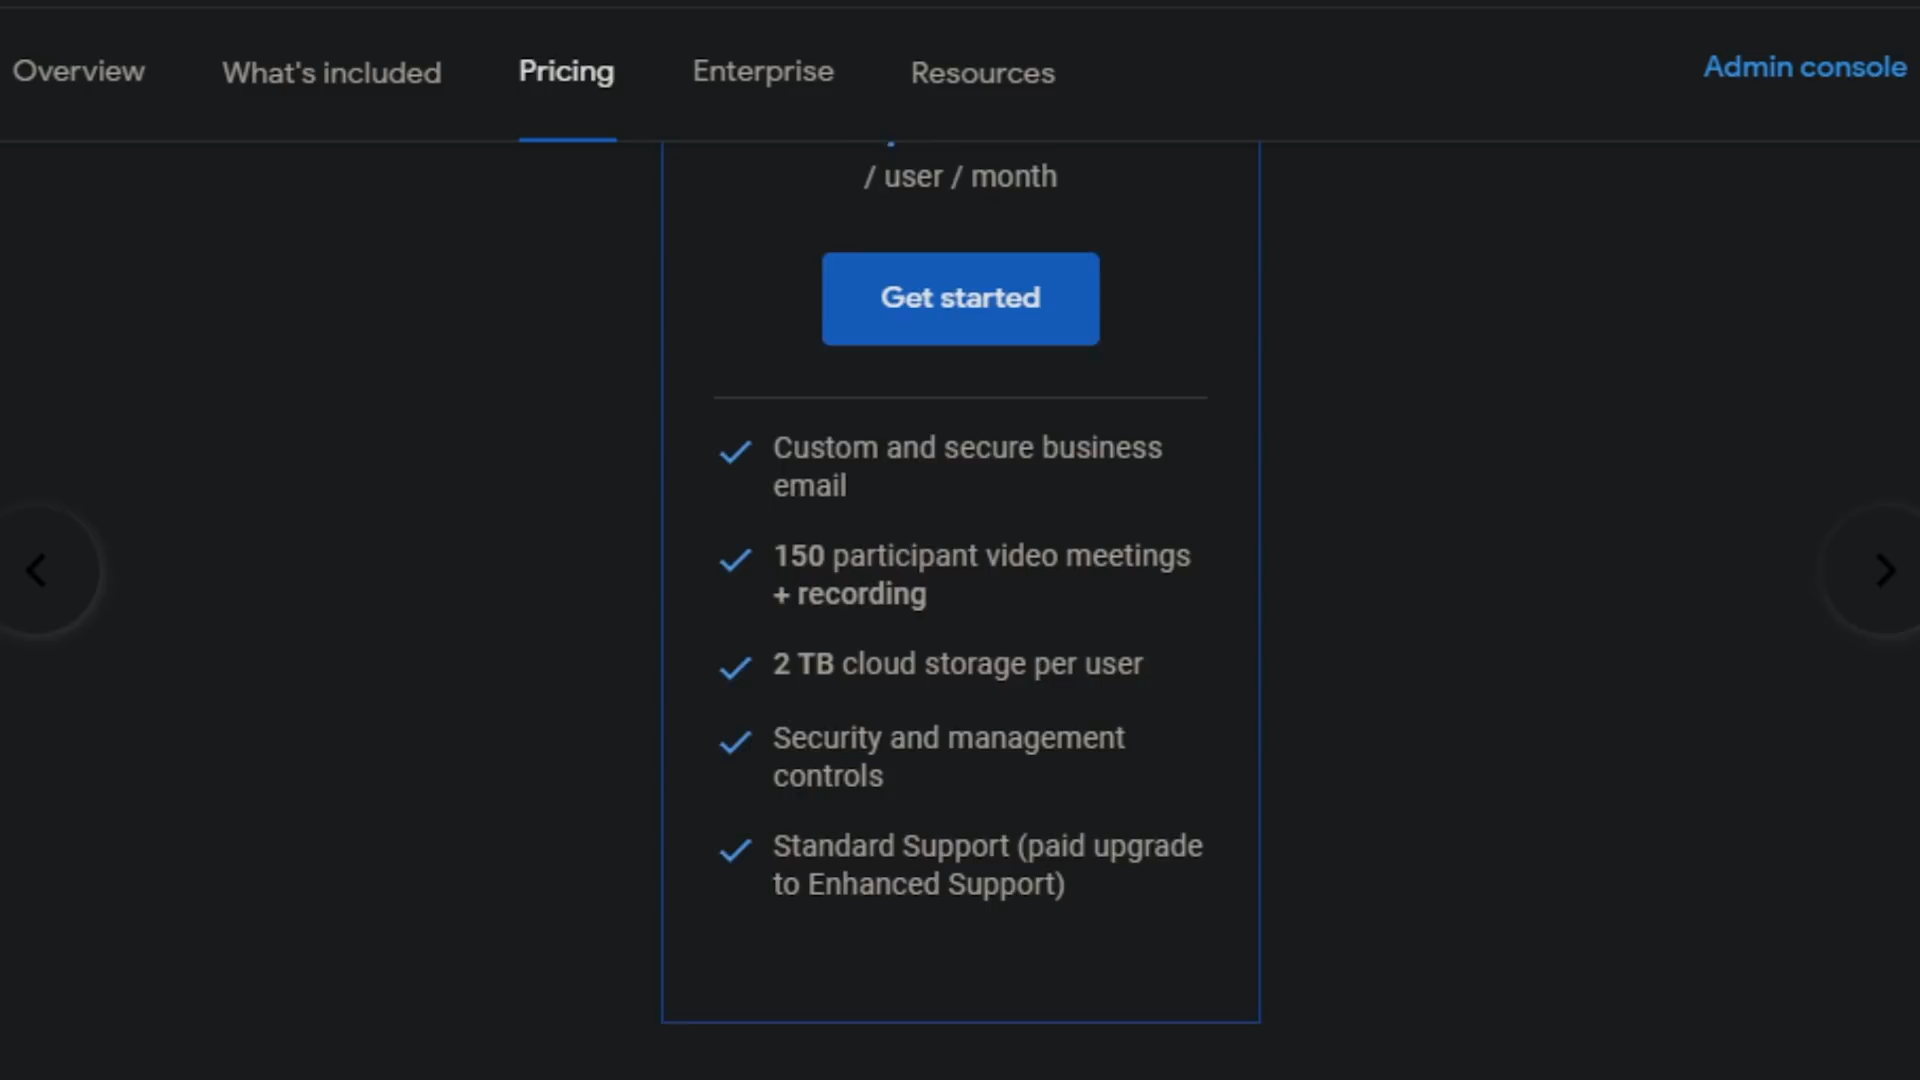 Overview What's included Pricing Enterprise Resources Admin console
/ user / month
Get started
Custom and secure business
email
150 participant video meetings
+ recording
2 TB cloud storage per user
Security and management
controls
Standard Support (paid upgrade
to Enhanced Support)